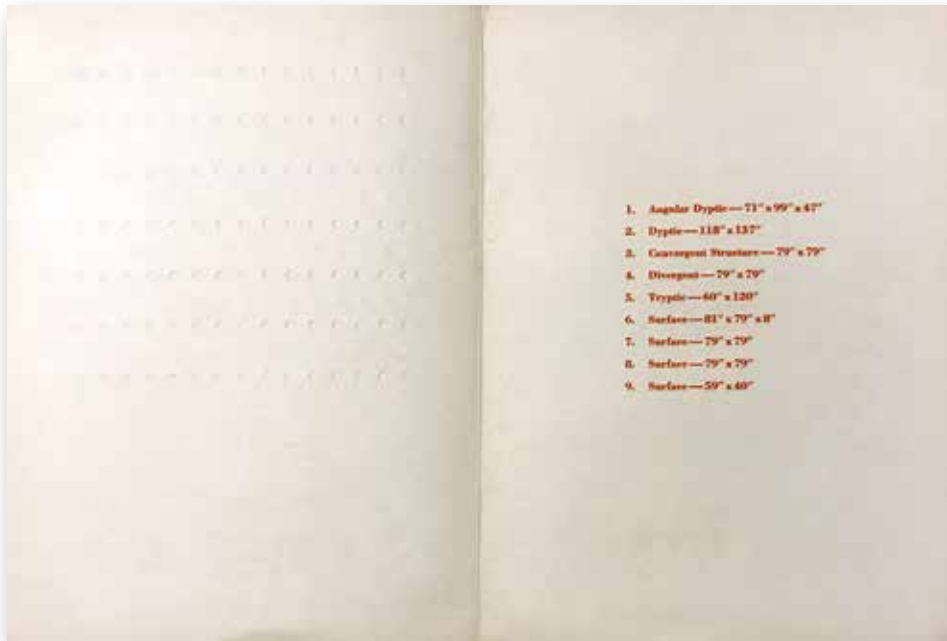 1. Angular Dyptic — 71" x 99" x 47"
2. Dyptic — 118" x 137"
3. Convergent Structure — 79" x 79"
4. Divergent — 79" x 79"
5. Tryptic — 60" x 120"
6. Surface — 81" x 79" x 8"
7. Surface — 79" x 79"
8. Surface — 79" x 79"
9. Surface — 59" x 40"